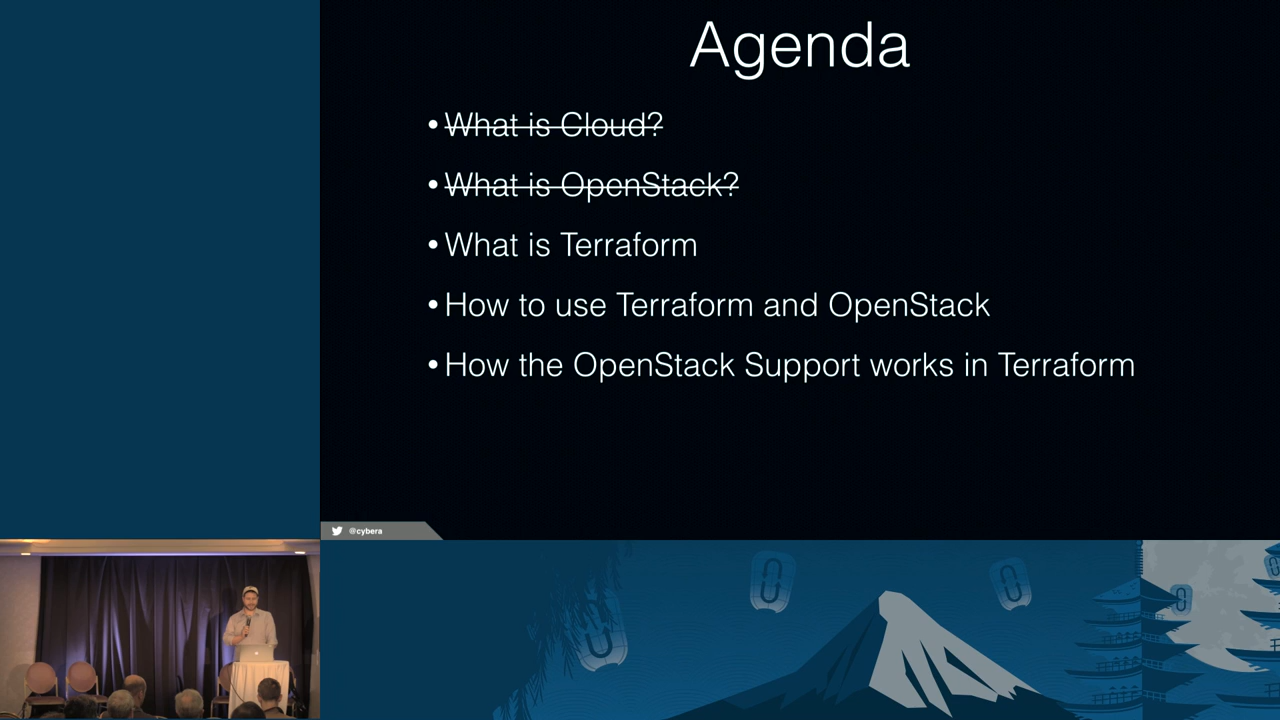 Agenda
• What is Cloud?
• What is OpenStack?
• What is Terraform
• How to use Terraform and OpenStack
• How the OpenStack Support works in Terraform
@cybera